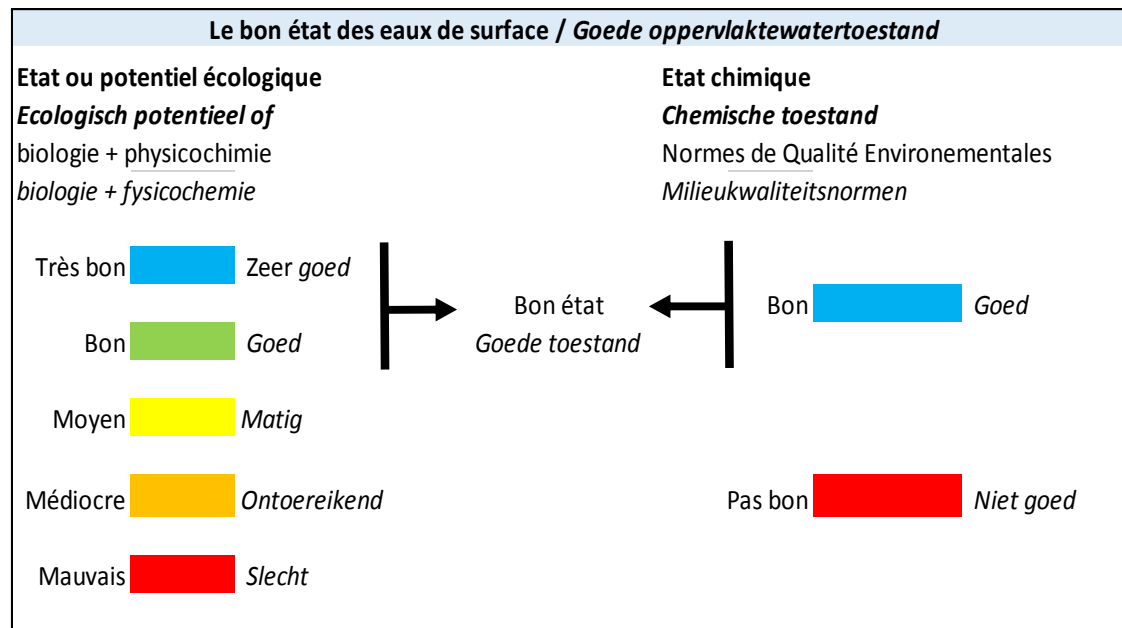 Le bon état des eaux de surface / Goede oppervlaktewatertoestand
Etat ou potentiel écologique
Ecologisch potentieel of
biologie + physicochimie
biologie + fysicochemie
Etat chimique
Chemische toestand
Normes de Qualité Environementales
Milieukwaliteitsnormen
Très bon Zeer goed
Bon Goed
Moyen Matig
Médiocre Ontoereikend
Mauvais Slecht
Bon état
Goede toestand
Bon Goed
Pas bon Niet goed